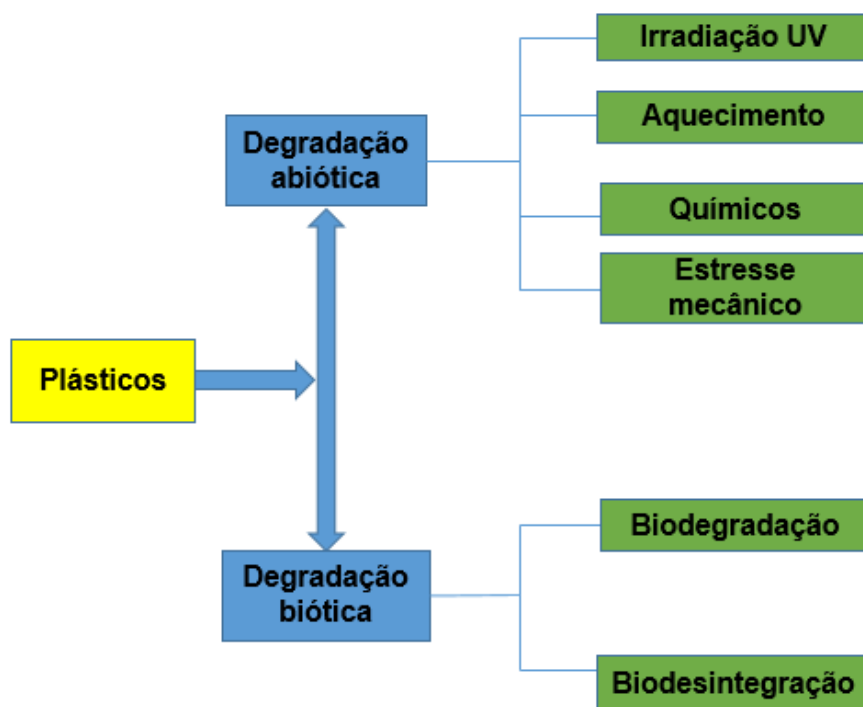 Plásticos
Degradação
abiótica
Irradiação UV
Aquecimento
Químicos
Estresse
mecânico
Degradação
biótica
Biodegradação
Biodesintegração